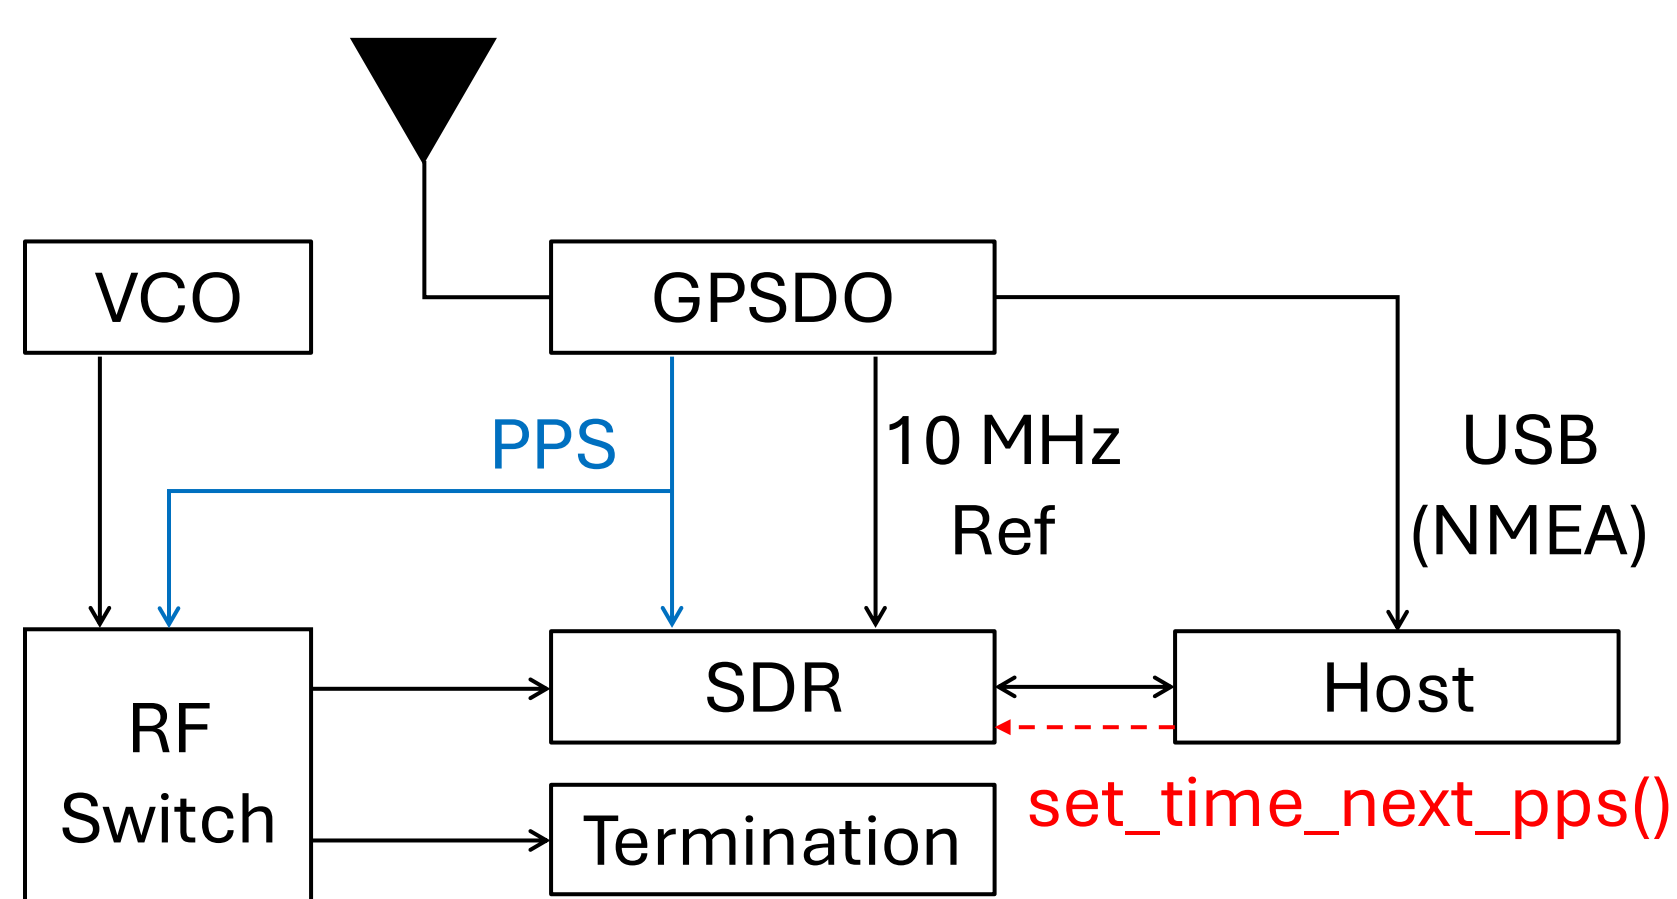 VCO
GPSDO
PPS
10 MHz
Ref
USB
(NMEA)
RF
Switch
SDR
Host
set_time_next_pps()
Termination